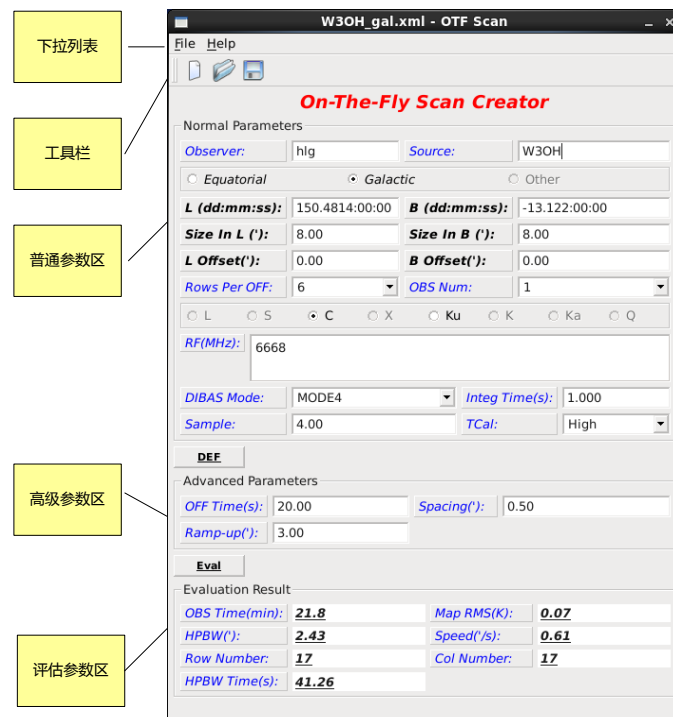 W3OH_gal.xml - OTF Scan
下拉列表
File Help
工具栏
On-The-Fly Scan Creator
Normal Parameters
Observer: hlg Source: W3OH
Equatorial Galactic Other
普通参数区
L (dd:mm:ss): 150.4814:00:00 B (dd:mm:ss): -13.122:00:00
Size In L ('): 8.00 Size In B ('): 8.00
L Offset('): 0.00 B Offset('): 0.00
Rows Per OFF: 6 OBS Num: 1
L S C X Ku K Ka Q
RF(MHz): 6668
DIBAS Mode: MODE4 Integ Time(s): 1.000
Sample: 4.00 TCal: High
DEF
高级参数区
Advanced Parameters
OFF Time(s): 20.00 Spacing('): 0.50
Ramp-up('): 3.00
Eval
Evaluation Result
OBS Time(min): 21.8 Map RMS(K): 0.07
HPBW('): 2.43 Speed('/s): 0.61
评估参数区
Row Number: 17 Col Number: 17
HPBW Time(s): 41.26